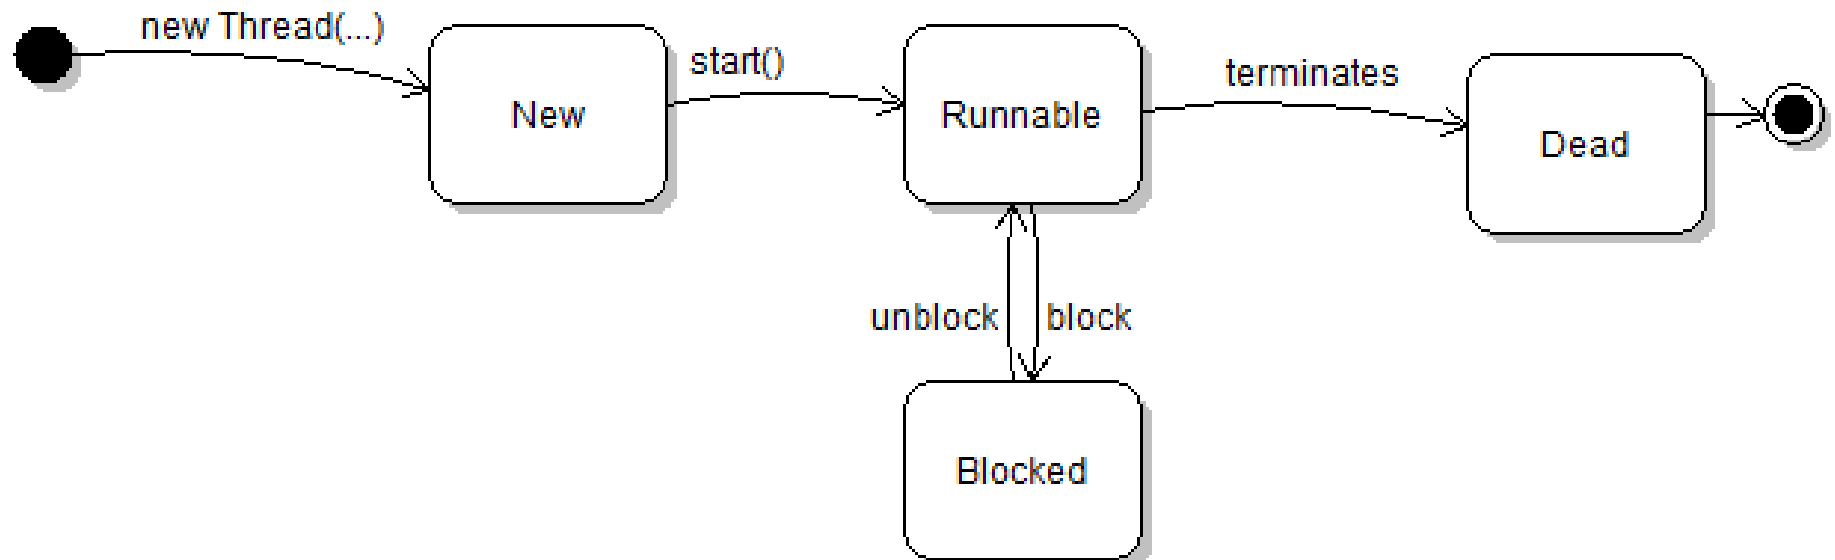 new Thread(...)
New
start()
Runnable
terminates
Dead
unblock
block
Blocked